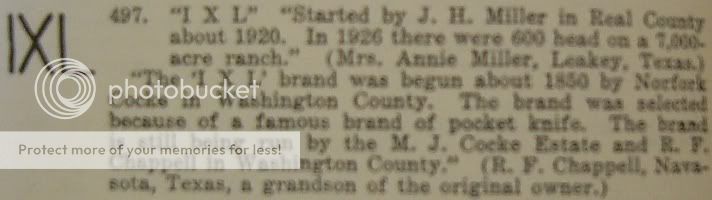 IXL
497. "I X L" "Started by J. H. Miller in Real County
about 1920. In 1926 there were 600 head on a 7,000-
acre ranch." (Mrs. Annie Miller, Leakey, Texas.)
"The 'I X L' brand was begun about 1850 by Norfork
Cocke in Washington County. The brand was selected
because of a famous brand of pocket knife. The brand
is still being run by the M. J. Cocke Estate and R. F.
Chappell in Washington County." (R. F. Chappell, Nava-
sota, Texas, a grandson of the original owner.)
photobucket
Protect more of your memories for less!